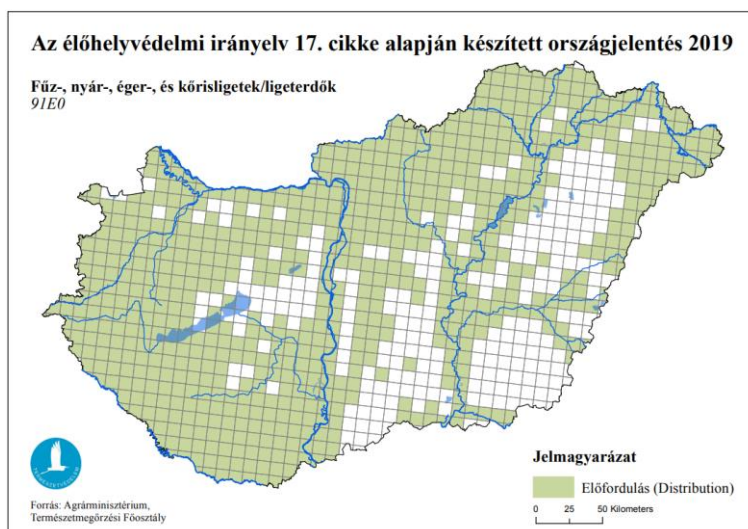 Az élőhelyvédelmi irányelv 17. cikke alapján készített országjelentés 2019
Fűz-, nyár-, éger-, és kőrisligetek/ligeterdők
91E0
TERMÉSZETVÉDELEM
Forrás: Agrárminisztérium,
Természetmegőrzési Főosztály
Jelmagyarázat
Előfordulás (Distribution)
0 25 50 Kilometers